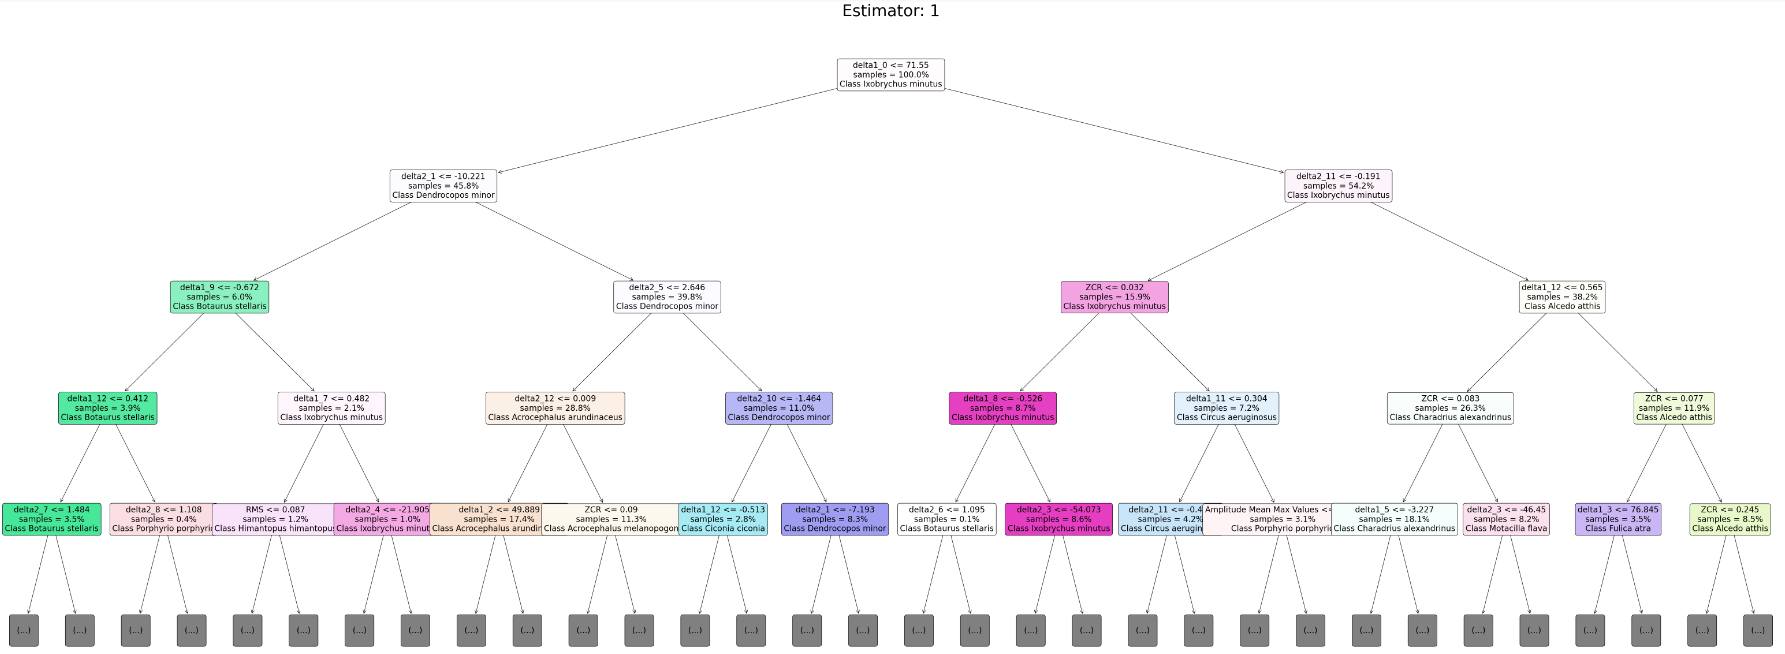 Estimator: 1
delta1_0 <= 71.55
samples = 100.0%
Class Ixobrychus minutus
delta2_1 <= -10.221
samples = 45.8%
Class Dendrocopos minor
delta2_11 <= -0.191
samples = 54.2%
Class Ixobrychus minutus
delta1_9 <= -0.672
samples = 6.0%
Class Botaurus stellaris
delta2_5 <= 2.646
samples = 39.8%
Class Dendrocopos minor
ZCR <= 0.032
samples = 15.9%
Class Ixobrychus minutus
delta1_12 <= 0.565
samples = 38.2%
Class Alcedo atthis
delta1_12 <= 0.412
samples = 3.9%
Class Botaurus stellaris
delta1_7 <= 0.482
samples = 2.1%
Class Ixobrychus minutus
delta2_12 <= 0.009
samples = 28.8%
Class Acrocephalus arundinaceus
delta2_10 <= -1.464
samples = 11.0%
Class Dendrocopos minor
delta1_8 <= -0.526
samples = 8.7%
Class Ixobrychus minutus
delta1_11 <= 0.304
samples = 7.2%
Class Circus aeruginosus
ZCR <= 0.083
samples = 26.3%
Class Charadrius alexandrinus
ZCR <= 0.077
samples = 11.9%
Class Alcedo atthis
delta2_7 <= 1.484
samples = 3.5%
Class Botaurus stellaris
delta2_8 <= 1.108
samples = 0.4%
Class Porphyrio porphyri
RMS <= 0.087
samples = 1.2%
Class Himantopus himantopus
delta2_4 <= -21.905
samples = 1.0%
Class Ixobrychus minut
delta1_2 <= 49.889
samples = 17.4%
Class Acrocephalus arundin
ZCR <= 0.09
samples = 11.3%
Class Acrocephalus melanopogon
delta1_12 <= -0.513
samples = 2.8%
Class Ciconia ciconia
delta2_1 <= -7.193
samples = 8.3%
Class Dendrocopos minor
delta2_6 <= 1.095
samples = 0.1%
Class Botaurus stellaris
delta2_3 <= -54.073
samples = 8.6%
Class Ixobrychus minutus
delta2_11 <= -0.4
samples = 4.2%
Class Circus aerugin
Amplitude Mean Max Values <=
samples = 3.1%
Class Porphyrio porphyri
delta1_5 <= -3.227
samples = 18.1%
Class Charadrius alexandrinus
delta2_3 <= -46.45
samples = 8.2%
Class Motacilla flava
delta1_3 <= 76.845
samples = 3.5%
Class Fulica atra
ZCR <= 0.245
samples = 8.5%
Class Alcedo atthis
(...) (...) (...) (...) (...) (...) (...) (...) (...) (...) (...) (...) (...) (...) (...) (...) (...) (...) (...) (...) (...) (...) (...) (...) (...) (...) (...) (...) (...) (...) (...) (...)